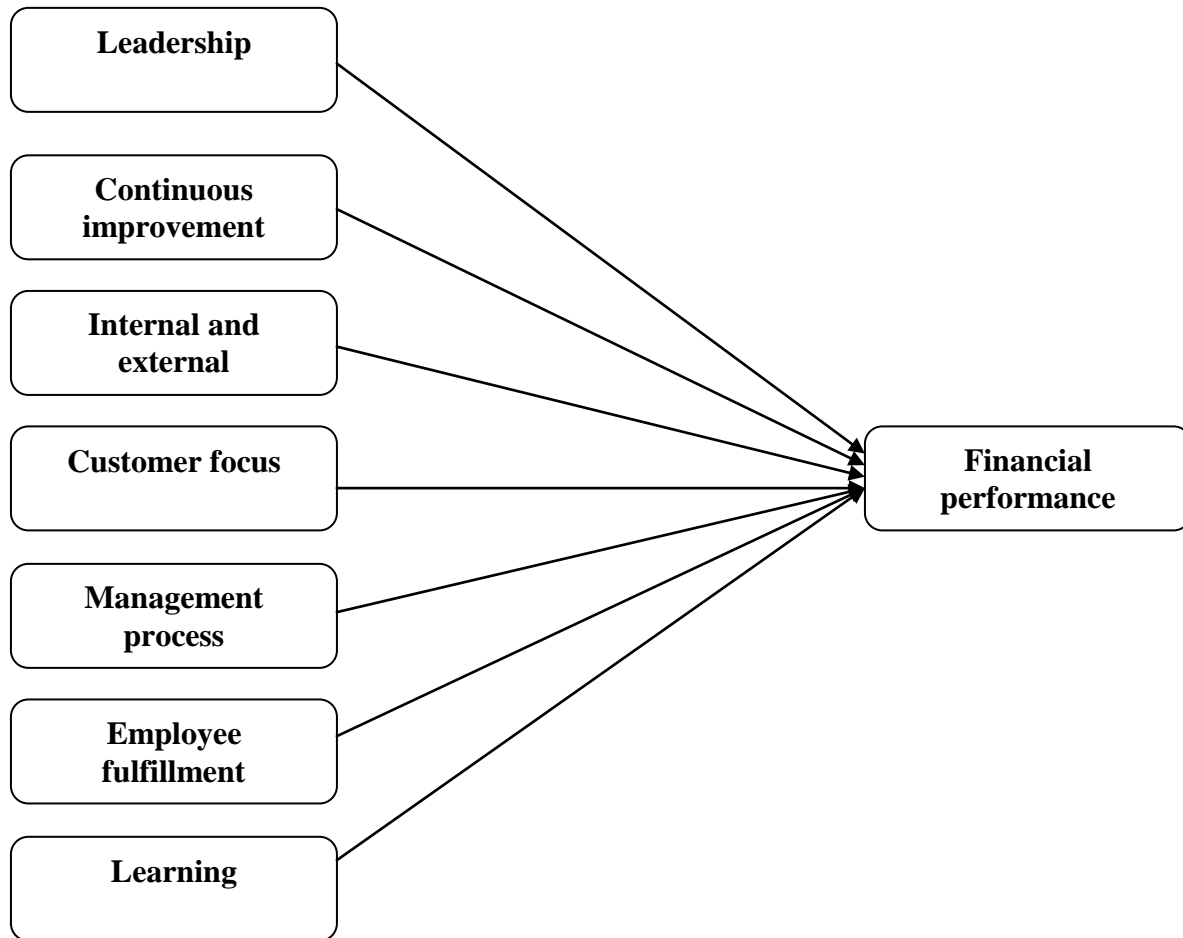 Leadership
Continuous
improvement
Internal and
external
Customer focus
Management
process
Employee
fulfillment
Learning
Financial
performance